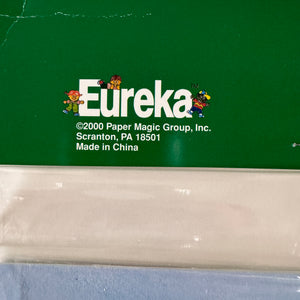 Eureka
©2000 Paper Magic Group, Inc.
Scranton, PA 18501
Made in China